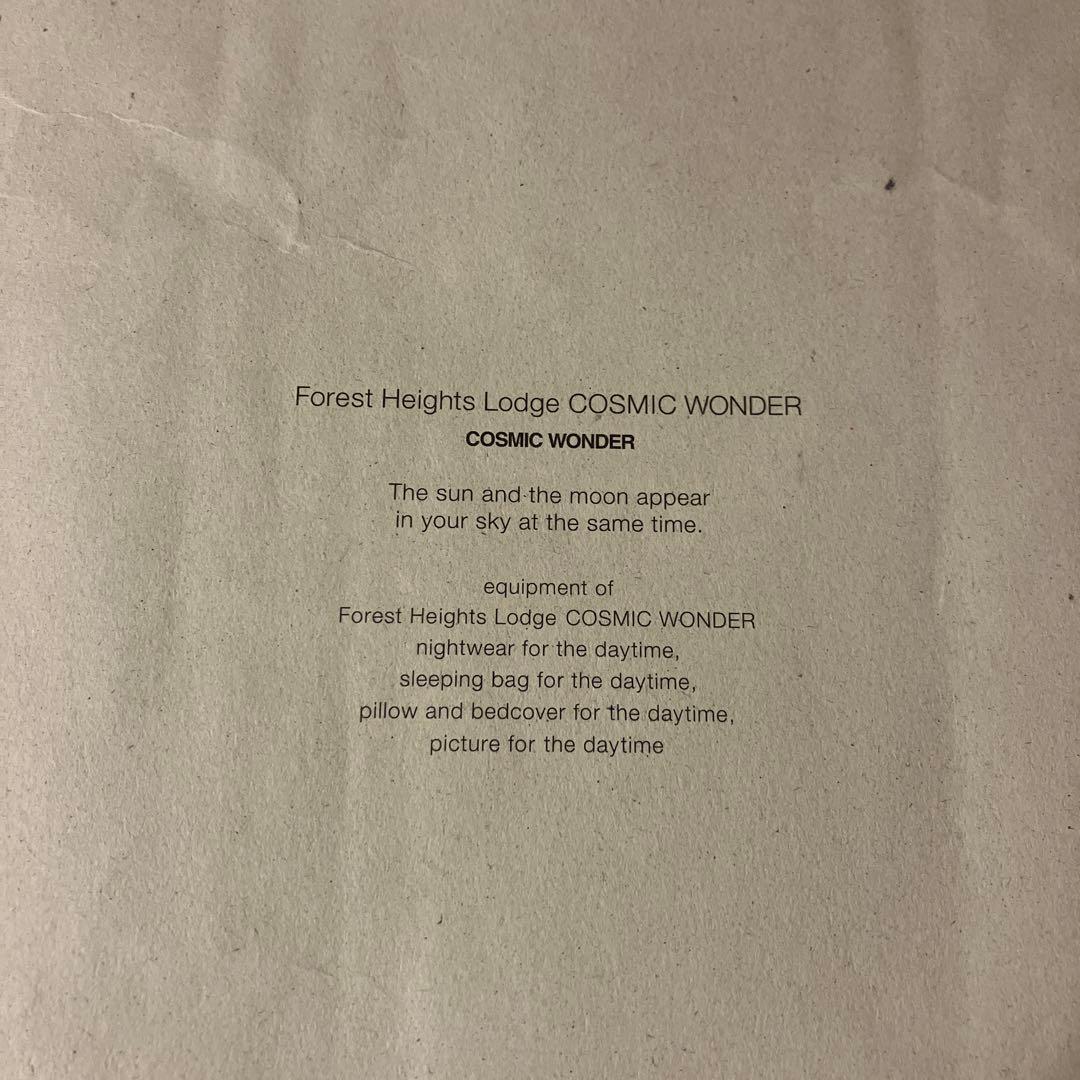 Forest Heights Lodge COSMIC WONDER
COSMIC WONDER
The sun and the moon appear
in your sky at the same time.
equipment of
Forest Heights Lodge COSMIC WONDER
nightwear for the daytime,
sleeping bag for the daytime,
pillow and bedcover for the daytime,
picture for the daytime